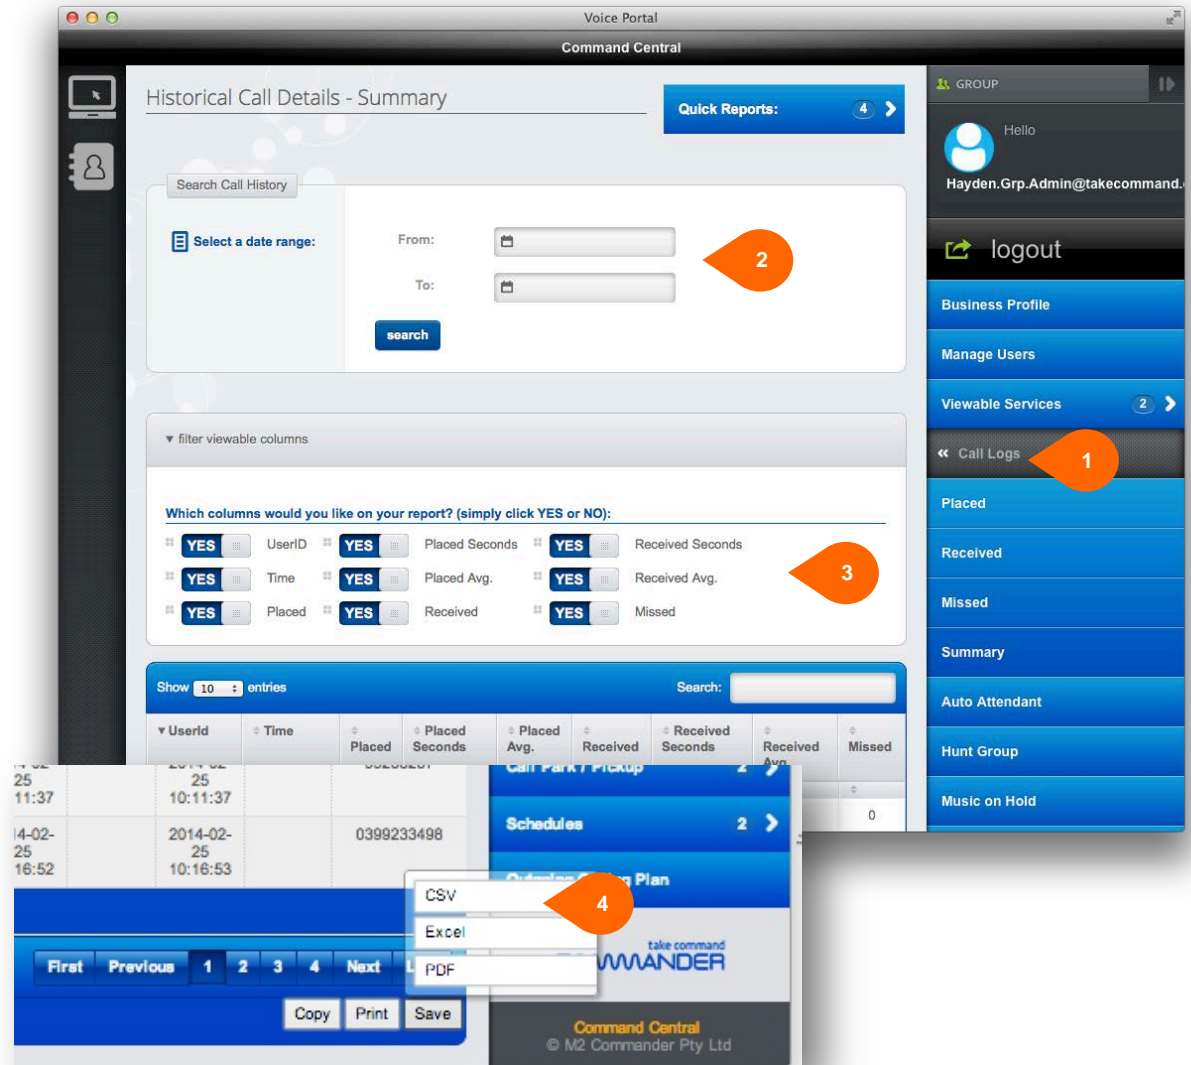 Voice Portal
Command Central
Historical Call Details - Summary
Quick Reports: 4
GROUP
Hello
Hayden.Grp.Admin@takecommand.
logout
Search Call History
Select a date range:
From:
To:
search
2
Business Profile
Manage Users
Viewable Services 2
Call Logs
1
Placed
Received
Missed
Summary
Auto Attendant
Hunt Group
Music on Hold
filter viewable columns
Which columns would you like on your report? (simply click YES or NO):
YES UserID YES Placed Seconds YES Received Seconds
YES Time YES Placed Avg. YES Received Avg.
YES Placed YES Received YES Missed
3
Show 10 entries Search:
UserId Time Placed Placed Seconds Placed Avg. Received Received Seconds Received Avg. Missed
0
25 25
11:37 10:11:37
14-02- 2014-02- 0399233498
25 25
16:52 10:16:53
Call Park / Pickup 2
Schedules 2
Plan
CSV
Excel
PDF
4
First Previous 1 2 3 4 Next
Copy Print Save
take command
Command Central
© M2 Commander Pty Ltd